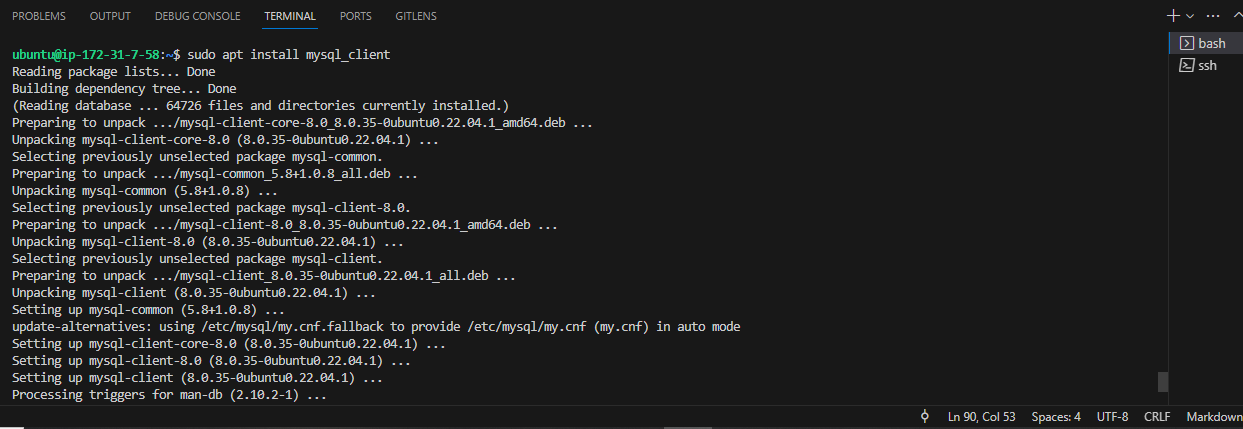 PROBLEMS OUTPUT DEBUG CONSOLE TERMINAL PORTS GITLENS
ubuntu@ip-172-31-7-58:~$ sudo apt install mysql_client
Reading package lists... Done
Building dependency tree... Done
(Reading database ... 64726 files and directories currently installed.)
Preparing to unpack .../mysql-client-core-8.0_8.0.35-0ubuntu0.22.04.1_amd64.deb ...
Unpacking mysql-client-core-8.0 (8.0.35-0ubuntu0.22.04.1) ...
Selecting previously unselected package mysql-common.
Preparing to unpack .../mysql-common_5.8+1.0.8_all.deb ...
Unpacking mysql-common (5.8+1.0.8) ...
Selecting previously unselected package mysql-client-8.0.
Preparing to unpack .../mysql-client-8.0_8.0.35-0ubuntu0.22.04.1_amd64.deb ...
Unpacking mysql-client-8.0 (8.0.35-0ubuntu0.22.04.1) ...
Selecting previously unselected package mysql-client.
Preparing to unpack .../mysql-client_8.0.35-0ubuntu0.22.04.1_all.deb ...
Unpacking mysql-client (8.0.35-0ubuntu0.22.04.1) ...
Setting up mysql-common (5.8+1.0.8) ...
update-alternatives: using /etc/mysql/my.cnf.fallback to provide /etc/mysql/my.cnf (my.cnf) in auto mode
Setting up mysql-client-core-8.0 (8.0.35-0ubuntu0.22.04.1) ...
Setting up mysql-client-8.0 (8.0.35-0ubuntu0.22.04.1) ...
Setting up mysql-client (8.0.35-0ubuntu0.22.04.1) ...
Processing triggers for man-db (2.10.2-1) ...
bash
ssh
Ln 90, Col 53 Spaces: 4 UTF-8 CRLF Markdown